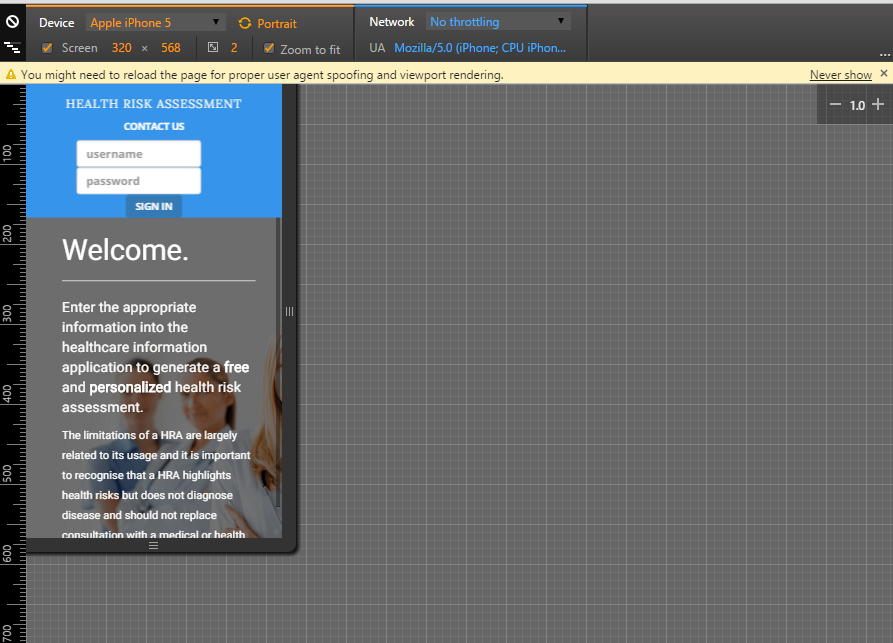 Device Apple iPhone 5 Portrait Network No throttling
Screen 320 × 568 2 Zoom to fit UA Mozilla/5.0 (iPhone; CPU iPhon...
...
You might need to reload the page for proper user agent spoofing and viewport rendering. Never show ×
HEALTH RISK ASSESSMENT
1.0
CONTACT US
username
password
SIGN IN
Welcome.
Enter the appropriate
information into the
healthcare information
application to generate a free
and personalized health risk
assessment.
The limitations of a HRA are largely
related to its usage and it is important
to recognise that a HRA highlights
health risks but does not diagnose
disease and should not replace
consultation with a medical or health
100
200
300
400
500
600
700